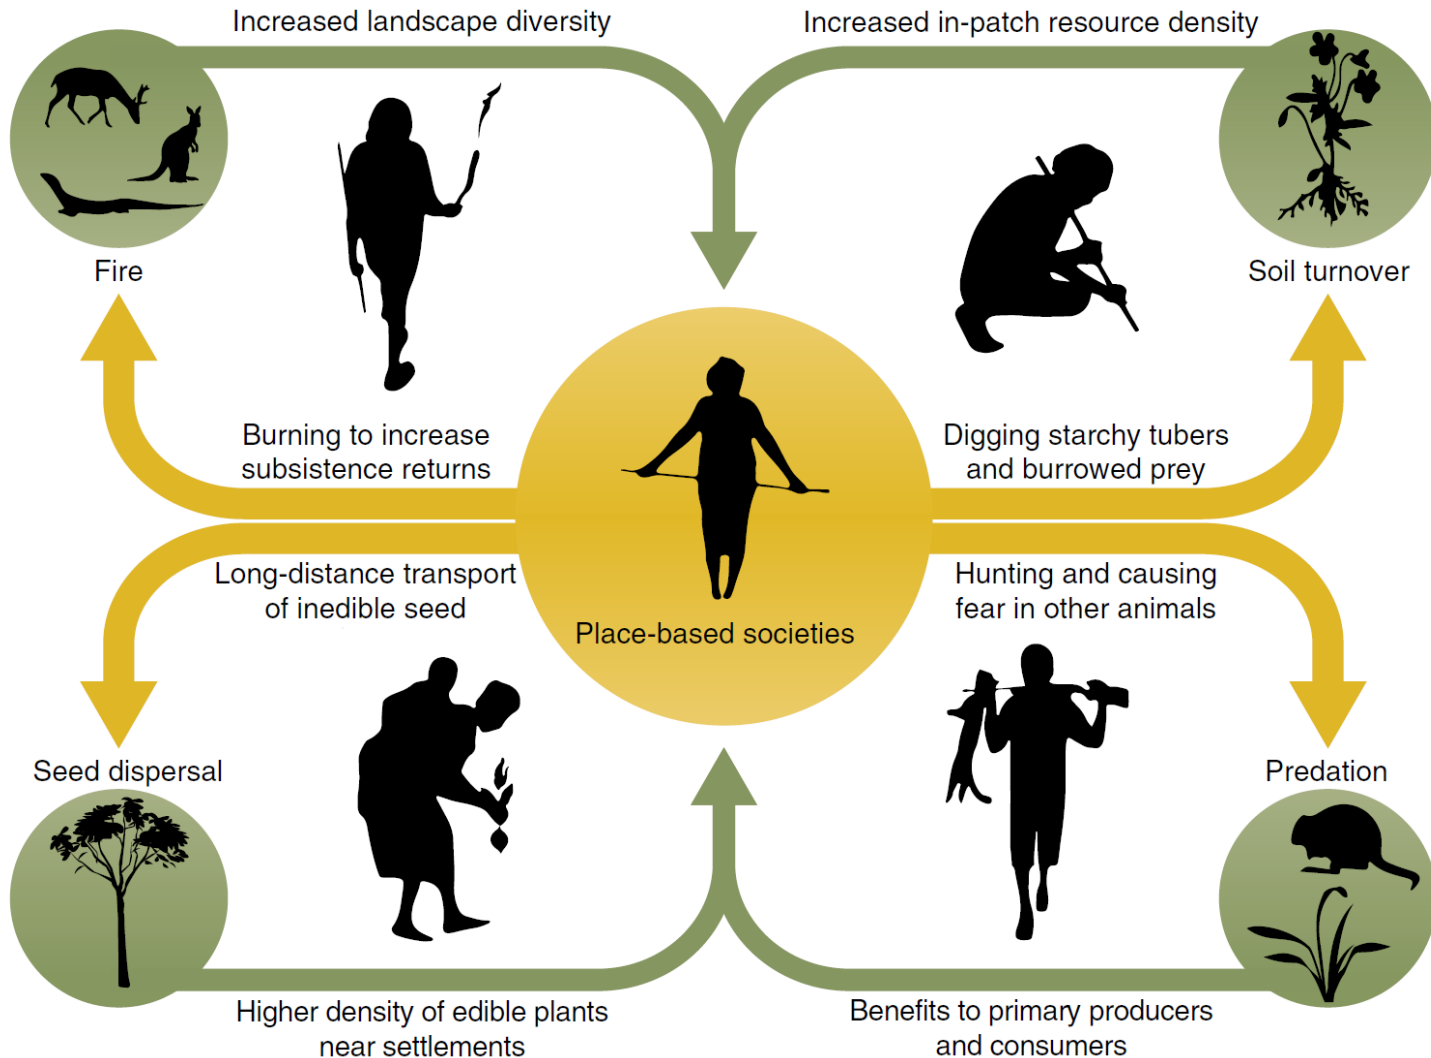 Increased landscape diversity
Increased in-patch resource density
Fire
Soil turnover
Burning to increase
subsistence returns
Digging starchy tubers
and burrowed prey
Long-distance transport
of inedible seed
Hunting and causing
fear in other animals
Place-based societies
Seed dispersal
Predation
Higher density of edible plants
near settlements
Benefits to primary producers
and consumers